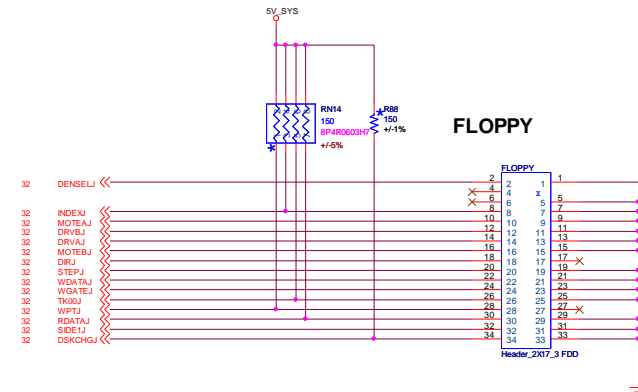 5V_SYS
RN14
150
8P4R0603H7
+/-5%
R88
150
+/-1%
FLOPPY
FLOPPY
32 DENSELJ 2 2 1 1
4 4 x
6 6 5 5
32 INDEXJ 8 8 7 7
32 MOTEAJ 10 10 9 9
32 DRVBJ 12 12 11 11
32 DRVAJ 14 14 13 13
32 MOTEBJ 16 16 15 15
32 DIRJ 18 18 17 17
32 STEPJ 20 20 19 19
32 WDATAJ 22 22 21 21
32 WGATEJ 24 24 23 23
32 TK00J 26 26 25 25
32 WPTJ 28 28 27 27
32 RDATAJ 30 30 29 29
32 SIDE1J 32 32 31 31
32 DSKCHGJ 34 34 33 33
Header_2X17_3 FDD